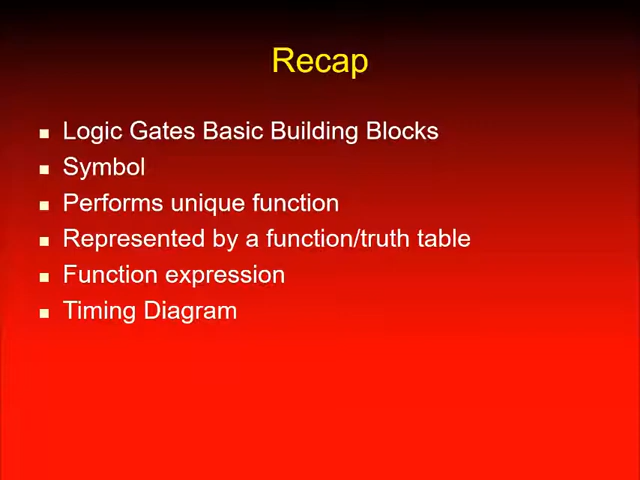 Recap
Logic Gates Basic Building Blocks
Symbol
Performs unique function
Represented by a function/truth table
Function expression
Timing Diagram